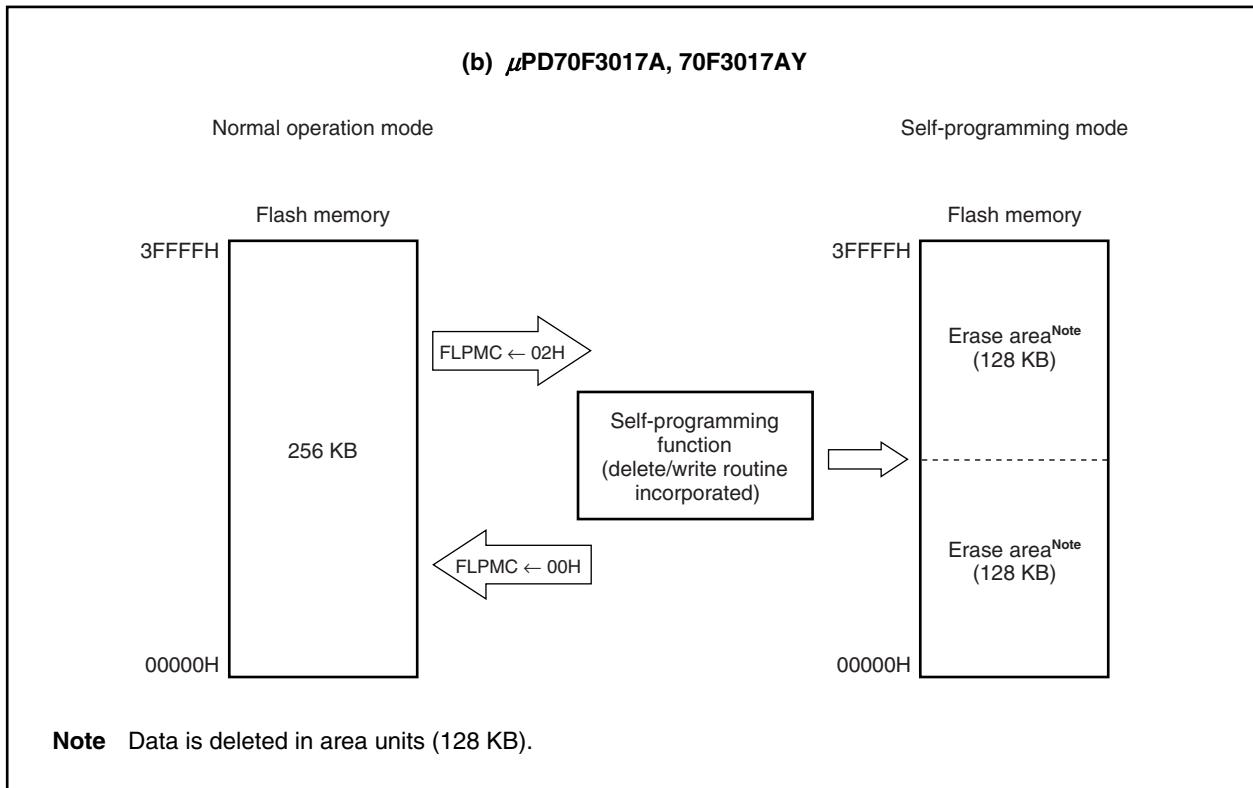 (b) μPD70F3017A, 70F3017AY
Normal operation mode
Self-programming mode
Flash memory
Flash memory
3FFFFH
3FFFFH
FLPMC ← 02H
Erase areaNote
(128 KB)
Self-programming
function
(delete/write routine
incorporated)
256 KB
Erase areaNote
(128 KB)
FLPMC ← 00H
00000H
00000H
Note Data is deleted in area units (128 KB).